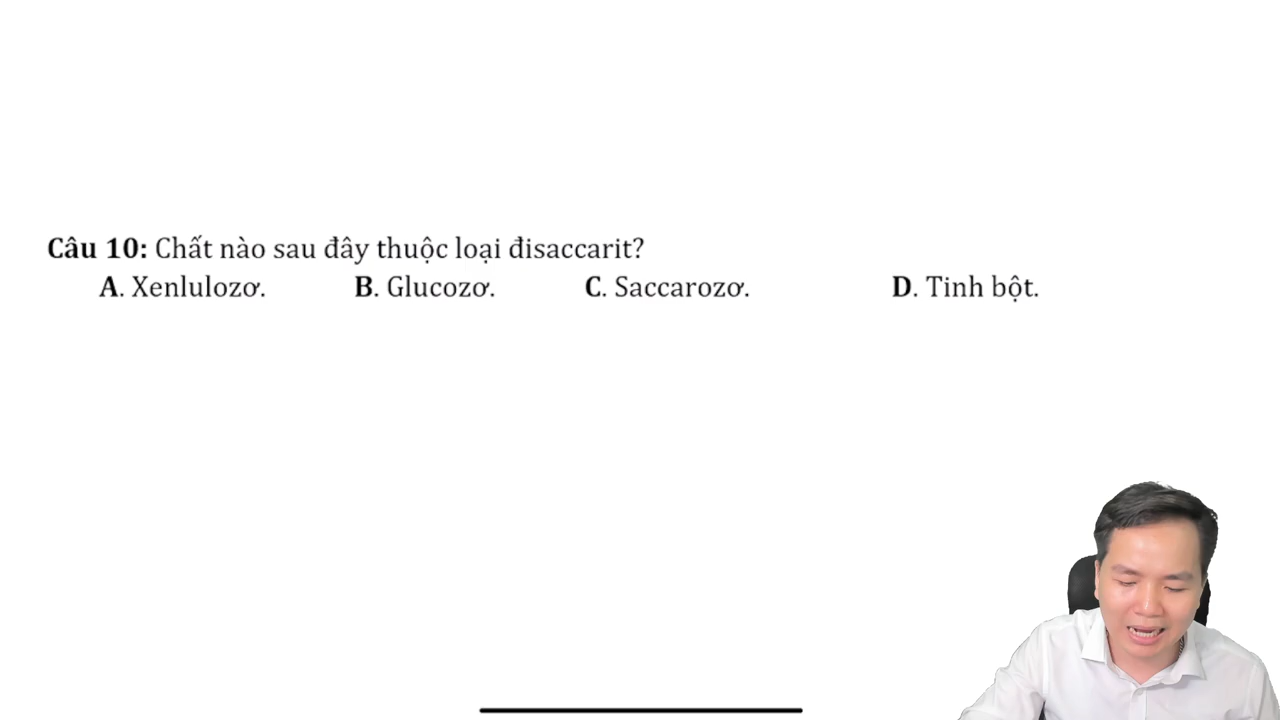 Câu 10: Chất nào sau đây thuộc loại đisaccarit?
A. Xenlulozơ. B. Glucozơ. C. Saccarozơ. D. Tinh bột.